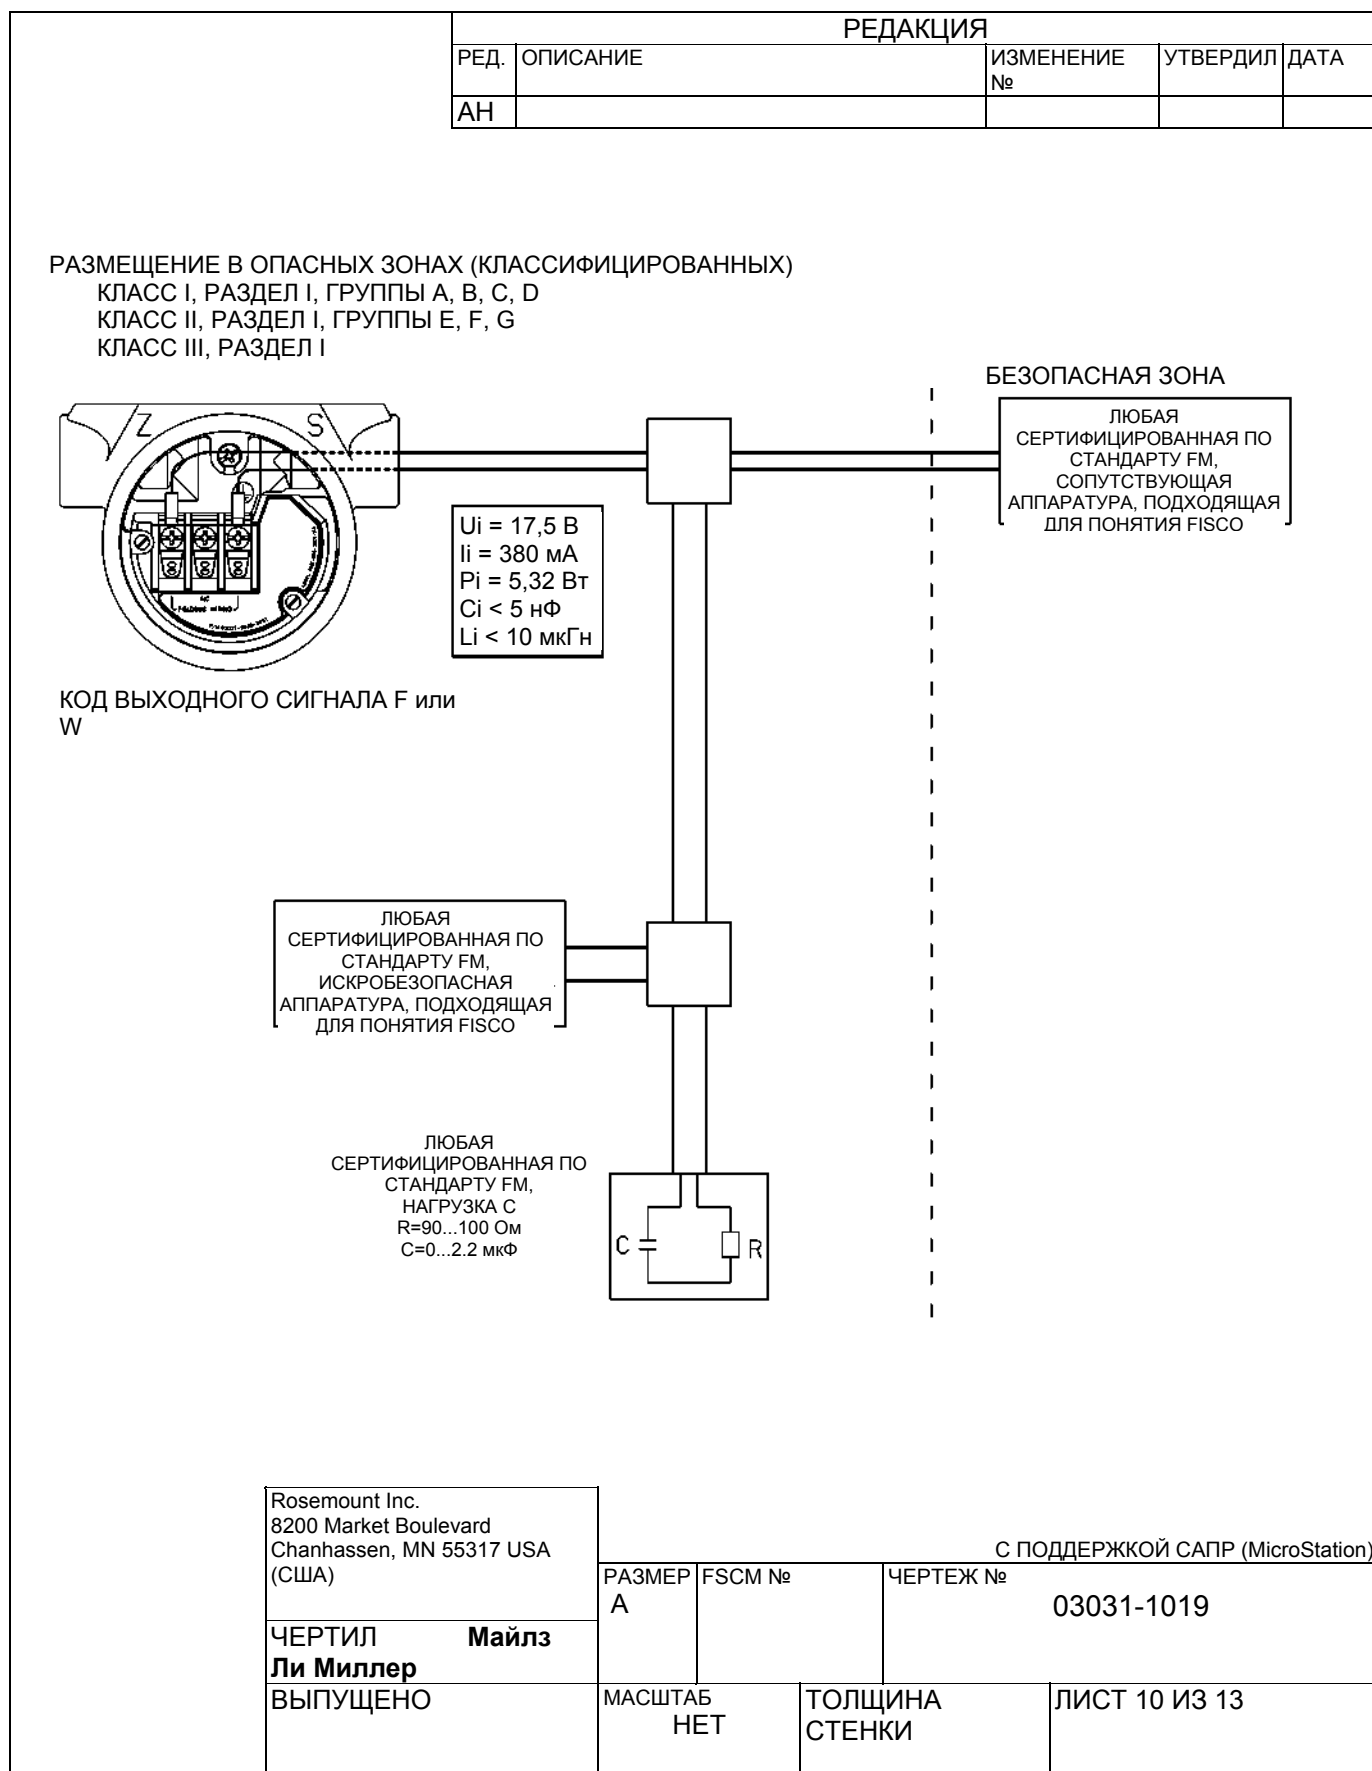 РЕДАКЦИЯ
РЕД. ОПИСАНИЕ ИЗМЕНЕНИЕ № УТВЕРДИЛ ДАТА
АН
РАЗМЕЩЕНИЕ В ОПАСНЫХ ЗОНАХ (КЛАССИФИЦИРОВАННЫХ)
КЛАСС I, РАЗДЕЛ I, ГРУППЫ A, B, C, D
КЛАСС II, РАЗДЕЛ I, ГРУППЫ E, F, G
КЛАСС III, РАЗДЕЛ I
БЕЗОПАСНАЯ ЗОНА
ЛЮБАЯ
СЕРТИФИЦИРОВАННАЯ ПО
СТАНДАРТУ FM,
СОПУТСТВУЮЩАЯ
АППАРАТУРА, ПОДХОДЯЩАЯ
ДЛЯ ПОНЯТИЯ FISCO
Z S
Ui = 17,5 В
Ii = 380 мА
Pi = 5,32 Вт
Ci < 5 нФ
Li < 10 мкГн
КОД ВЫХОДНОГО СИГНАЛА F или
W
ЛЮБАЯ
СЕРТИФИЦИРОВАННАЯ ПО
СТАНДАРТУ FM,
ИСКРОБЕЗОПАСНАЯ
АППАРАТУРА, ПОДХОДЯЩАЯ
ДЛЯ ПОНЯТИЯ FISCO
ЛЮБАЯ
СЕРТИФИЦИРОВАННАЯ ПО
СТАНДАРТУ FM,
НАГРУЗКА С
R=90...100 Ом
C=0...2.2 мкФ
C R
Rosemount Inc.
8200 Market Boulevard
Chanhassen, MN 55317 USA
(США)
С ПОДДЕРЖКОЙ САПР (MicroStation)
РАЗМЕР FSCM № ЧЕРТЕЖ №
A 03031-1019
ЧЕРТИЛ Майлз
Ли Миллер
ВЫПУЩЕНО МАСШТАБ ТОЛЩИНА ЛИСТ 10 ИЗ 13
НЕТ СТЕНКИ